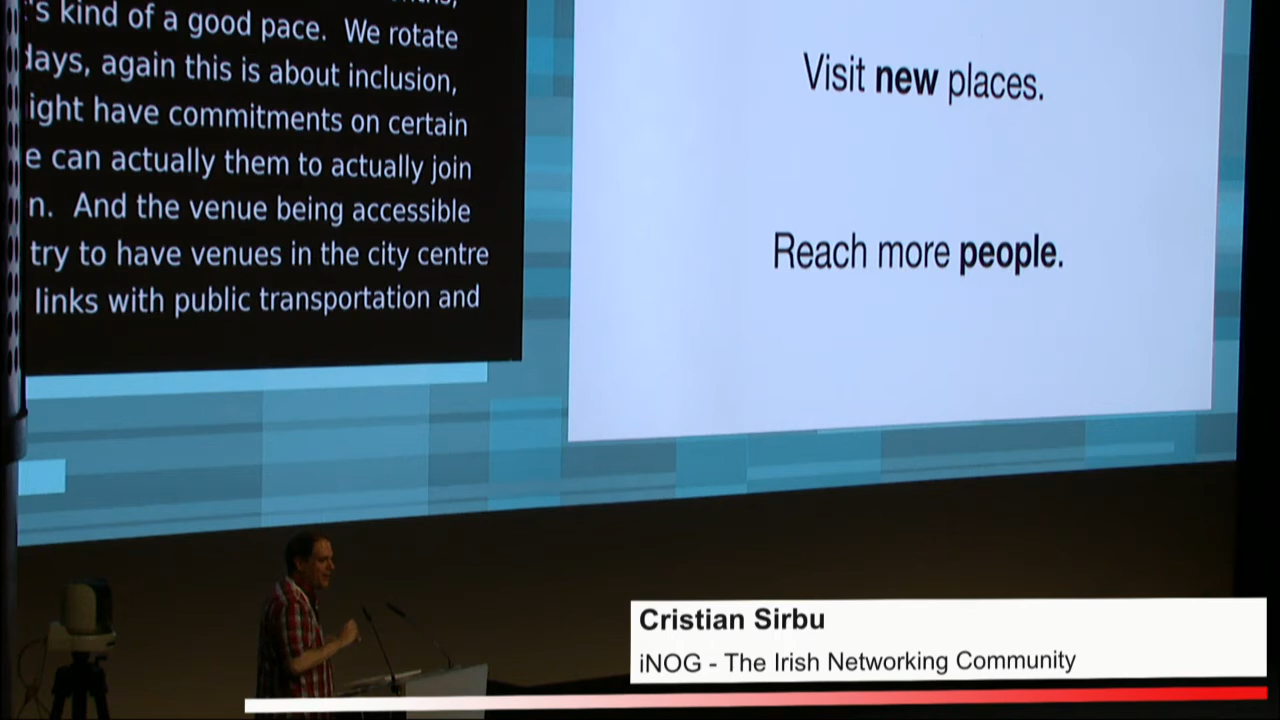 's kind of a good pace. We rotate
days, again this is about inclusion,
ight have commitments on certain
e can actually them to actually join
n. And the venue being accessible
try to have venues in the city centre
links with public transportation and
Visit new places.
Reach more people.
Cristian Sirbu
iNOG - The Irish Networking Community